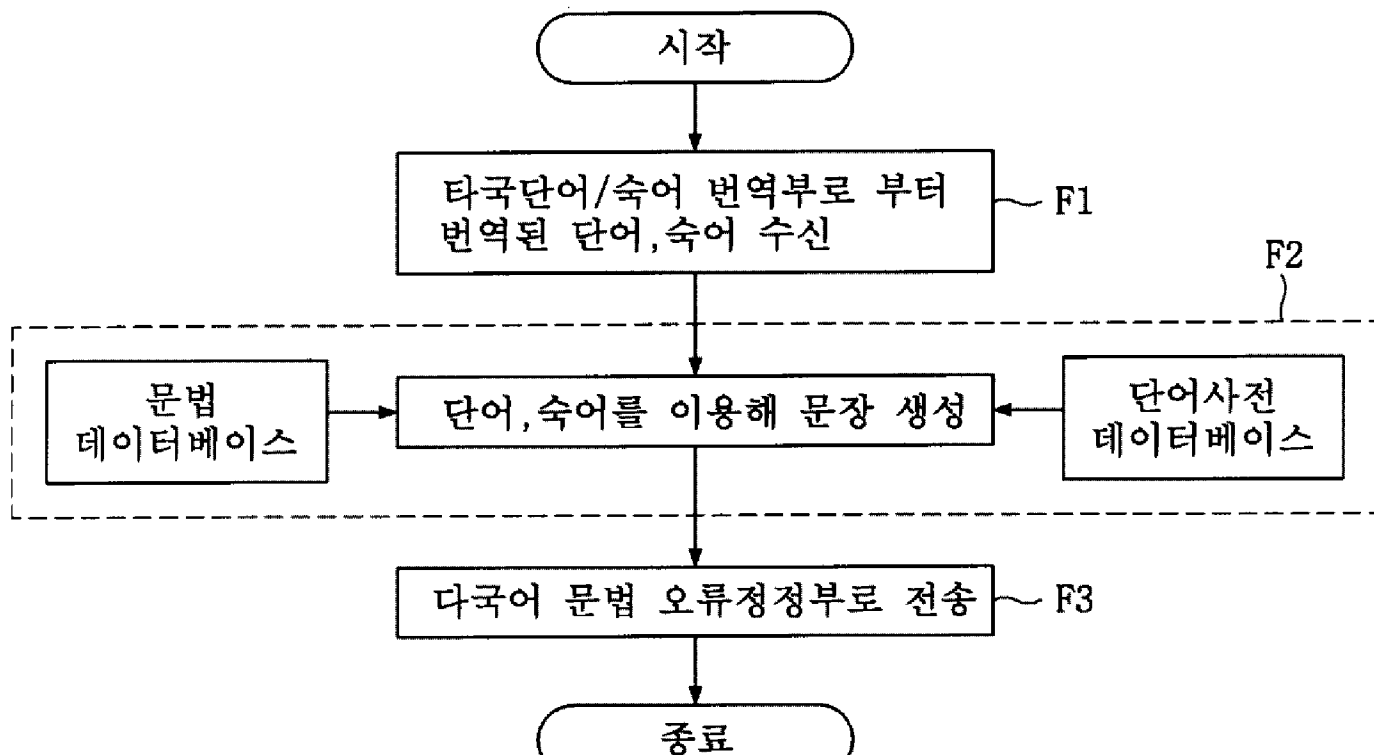 시작
타국단어/숙어 번역부로 부터
번역된 단어,숙어 수신
F1
F2
문법
데이터베이스
단어,숙어를 이용해 문장 생성
단어사전
데이터베이스
다국어 문법 오류정정부로 전송
F3
종료